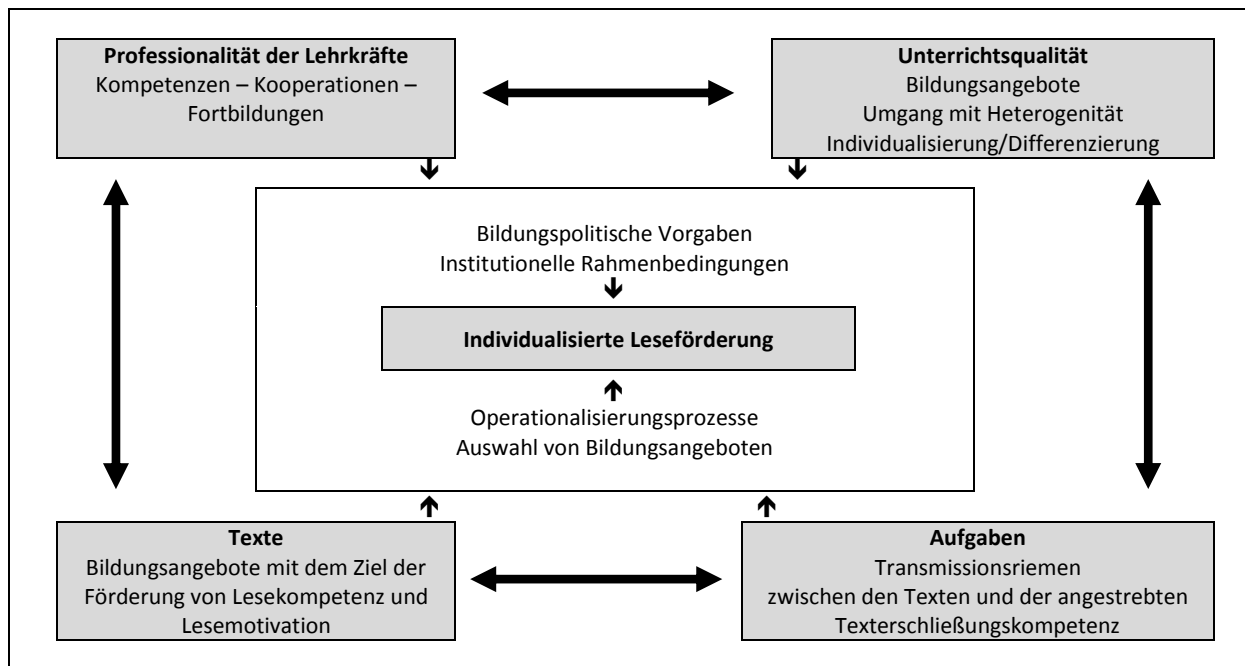 Professionalität der Lehrkräfte
Kompetenzen – Kooperationen –
Fortbildungen
Unterrichtsqualität
Bildungsangebote
Umgang mit Heterogenität
Individualisierung/Differenzierung
Bildungspolitische Vorgaben
Institutionelle Rahmenbedingungen
Individualisierte Leseförderung
Operationalisierungsprozesse
Auswahl von Bildungsangeboten
Texte
Bildungsangebote mit dem Ziel der
Förderung von Lesekompetenz und
Lesemotivation
Aufgaben
Transmissionsriemen
zwischen den Texten und der angestrebten
Texterschließungskompetenz